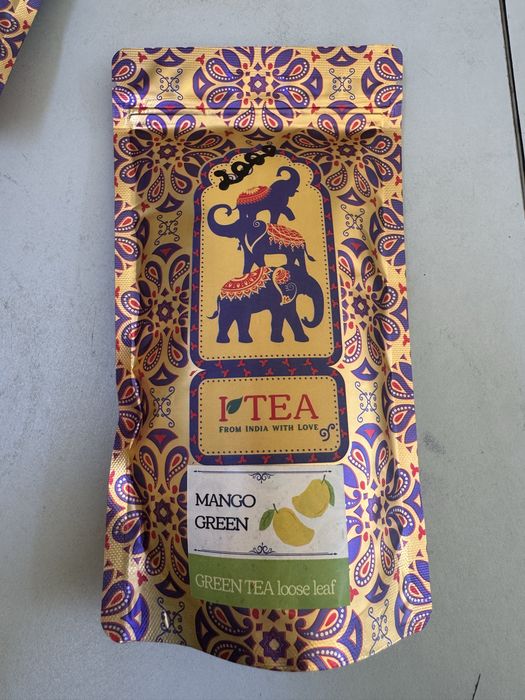 I TEA
FROM INDIA WITH LOVE
MANGO
GREEN
GREEN TEA loose leaf